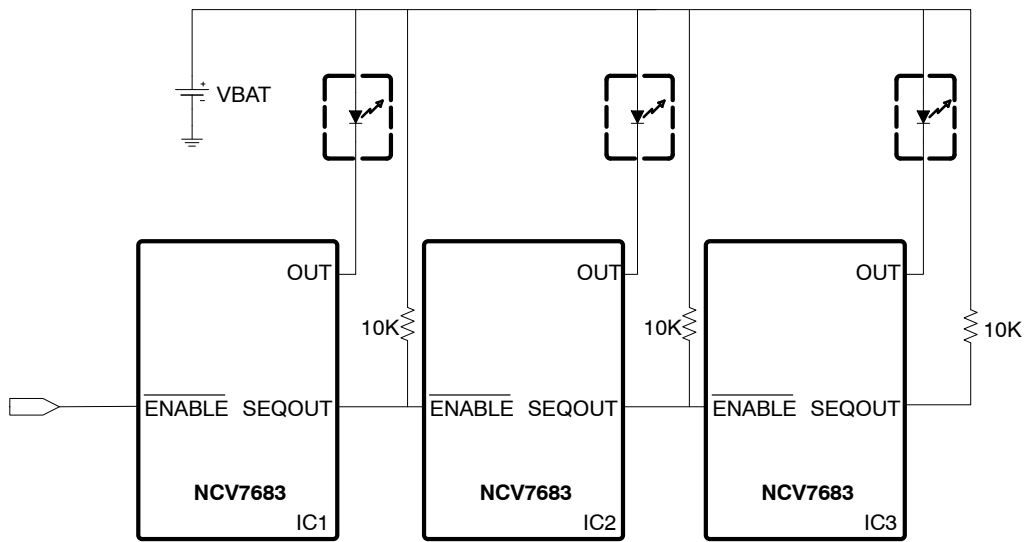 +
-
VBAT
OUT
OUT
OUT
10K
10K
10K
ENABLE SEQOUT
ENABLE SEQOUT
ENABLE SEQOUT
NCV7683
NCV7683
NCV7683
IC1
IC2
IC3